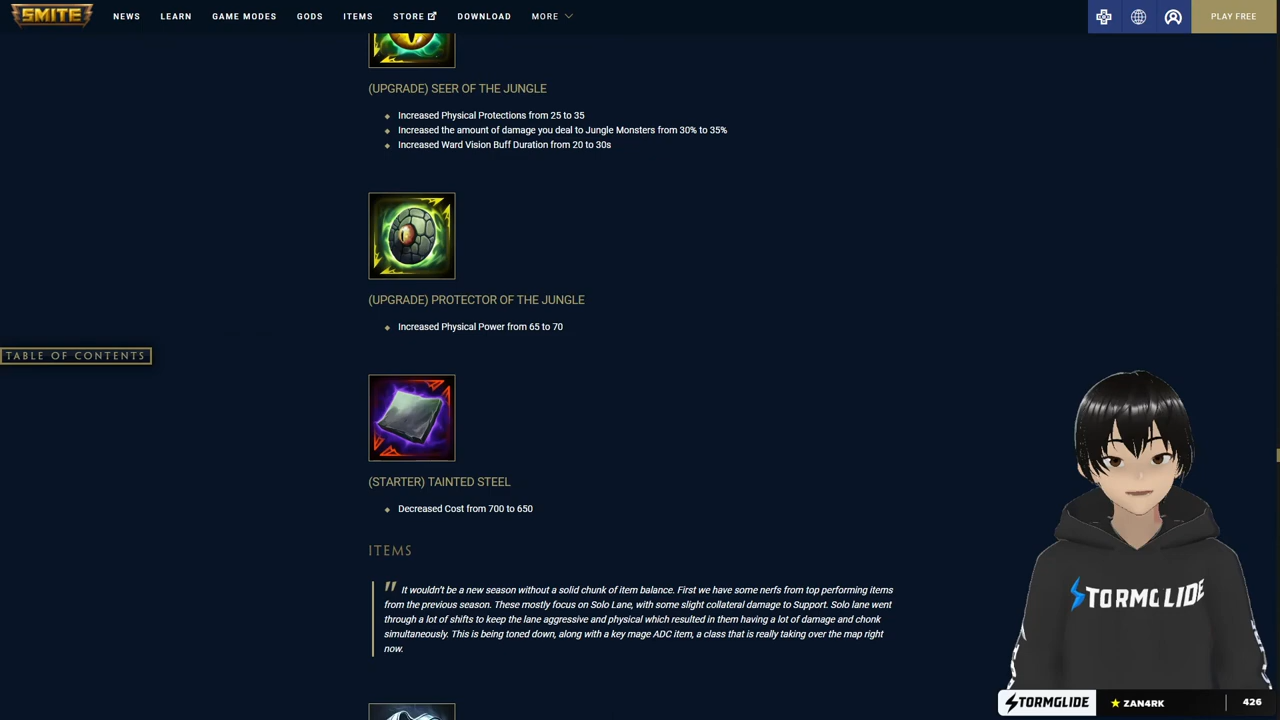 SMITE NEWS LEARN GAME MODES GODS ITEMS STORE DOWNLOAD MORE PLAY FREE
(UPGRADE) SEER OF THE JUNGLE
Increased Physical Protections from 25 to 35
Increased the amount of damage you deal to Jungle Monsters from 30% to 35%
Increased Ward Vision Buff Duration from 20 to 30s
(UPGRADE) PROTECTOR OF THE JUNGLE
Increased Physical Power from 65 to 70
TABLE OF CONTENTS
(STARTER) TAINTED STEEL
Decreased Cost from 700 to 650
ITEMS
" It wouldn't be a new season without a solid chunk of item balance. First we have some nerfs from top performing items
from the previous season. These mostly focus on Solo Lane, with some slight collateral damage to Support. Solo lane went
through a lot of shifts to keep the lane aggressive and physical which resulted in them having a lot of damage and chonk
simultaneously. This is being toned down, along with a key mage ADC item, a class that is really taking over the map right
now.
STORMGLIDE
STORMGLIDE ZAN4RK 426